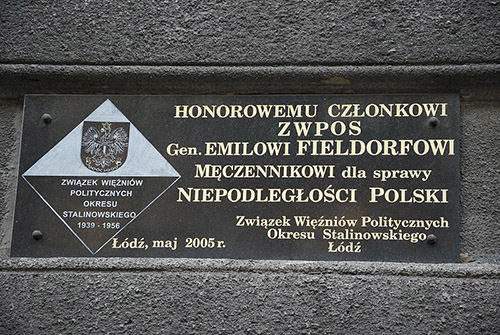 HONOROWEMU CZŁONKOWI
ZWPOS
Gen. EMILOWI FIELDORFOWI
MĘCZENNIKOWI dla sprawy
NIEPODLEGŁOŚCI POLSKI
Związek Więźniów Politycznych
Okresu Stalinowskiego
Łódź
ZWIĄZEK WIĘŹNIÓW
POLITYCZNYCH
OKRESU
STALINOWSKIEGO
1939 - 1956
Łódź, maj 2005 r.